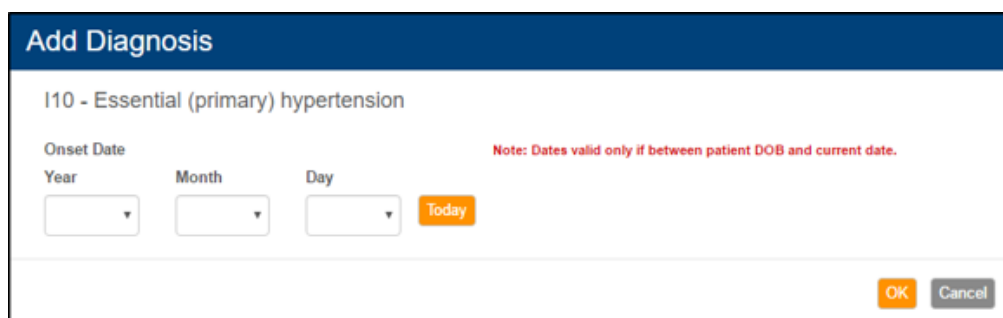 Add Diagnosis
I10 - Essential (primary) hypertension
Onset Date
Note: Dates valid only if between patient DOB and current date.
Year Month Day
Today
OK Cancel